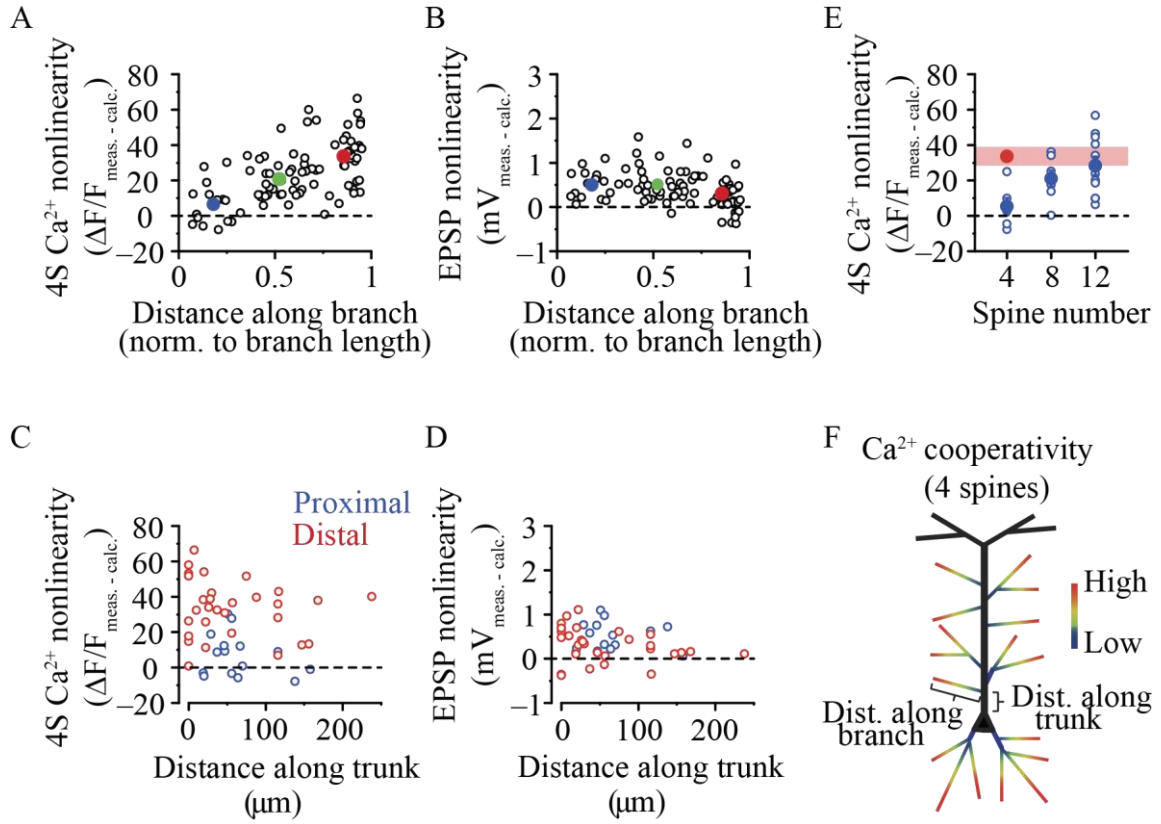 A
4S Ca²⁺ nonlinearity
(ΔF/F meas. - calc.)
80
60
40
20
0
−20
0
0.5
1
Distance along branch
(norm. to branch length)
B
EPSP nonlinearity
(mV meas. - calc.)
3
2
1
0
−1
0
0.5
1
Distance along branch
(norm. to branch length)
E
4S Ca²⁺ nonlinearity
(ΔF/F meas. - calc.)
80
60
40
20
0
−20
4
8
12
Spine number
C
4S Ca²⁺ nonlinearity
(ΔF/F meas. - calc.)
Proximal
Distal
80
60
40
20
0
−20
0
100
200
Distance along trunk
(μm)
D
EPSP nonlinearity
(mV meas. - calc.)
3
2
1
0
−1
0
100
200
Distance along trunk
(μm)
F
Ca²⁺ cooperativity
(4 spines)
High
Low
Dist. along
branch
Dist. along
trunk